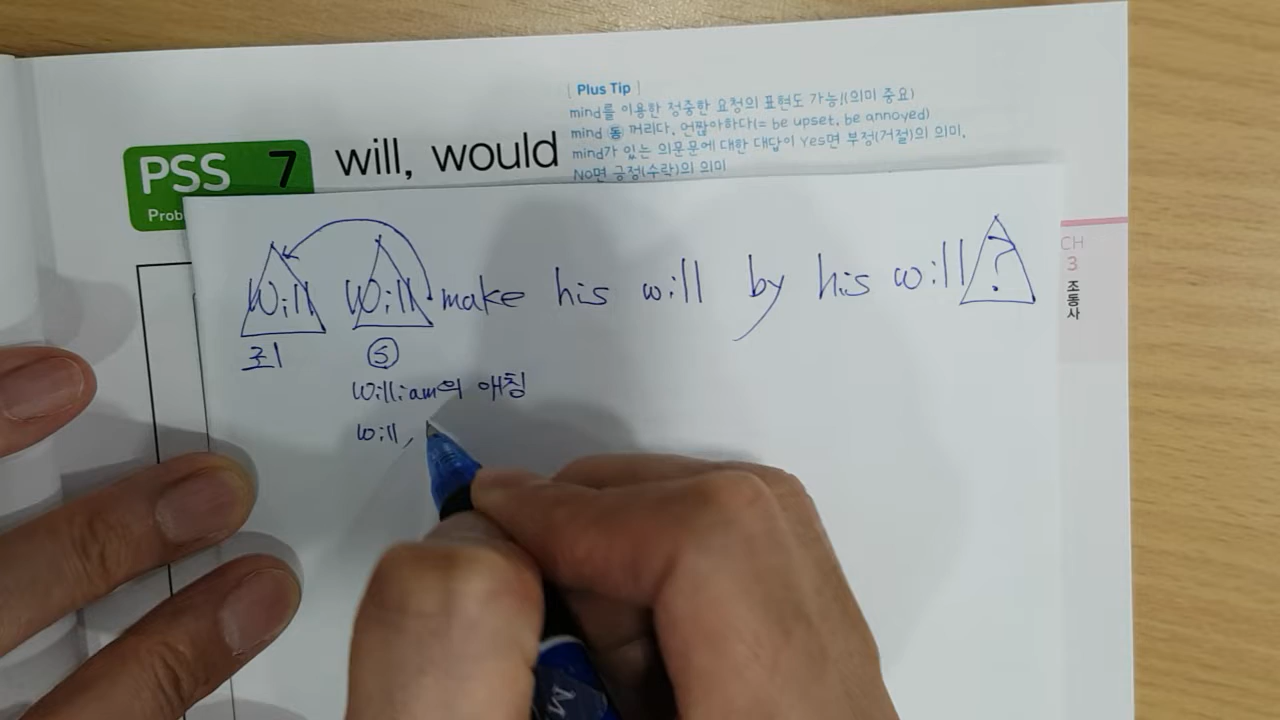 [ Plus Tip ]
mind를 이용한 정중한 요청의 표현도 가능!(의미 중요)
mind 동 꺼리다, 언짢아하다(= be upset, be annoyed)
mind가 있는 의문문에 대한 대답이 Yes면 부정(거절)의 의미,
No면 긍정(수락)의 의미
PSS 7 will, would
Prob
Will Will make his will by his will?
조 S
William의 애칭
Will,
CH
3
조동사